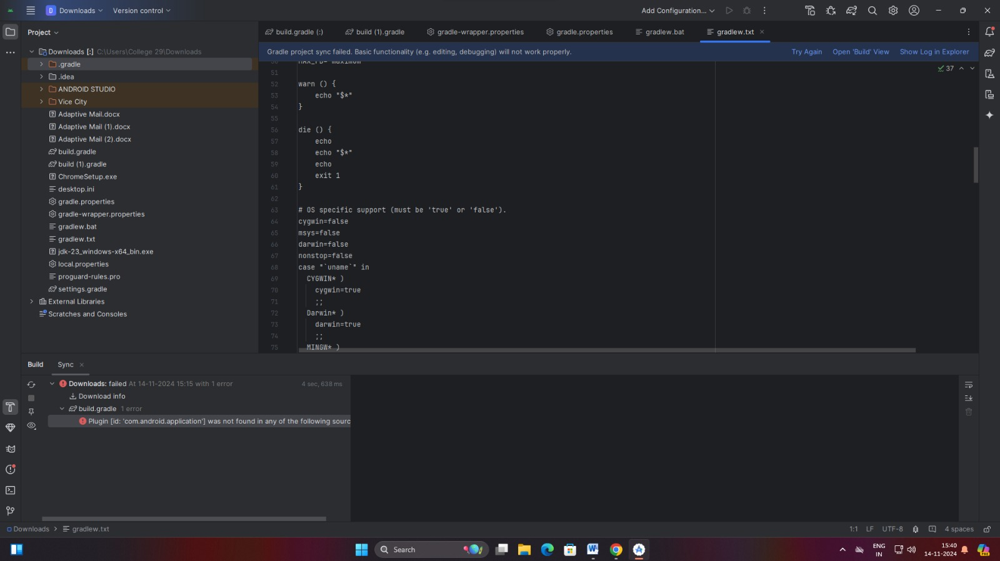 D Downloads
Version control
Add Configuration...
Project
build.gradle (:)
build (1).gradle
gradle-wrapper.properties
gradle.properties
gradlew.bat
gradlew.txt
Gradle project sync failed. Basic functionality (e.g. editing, debugging) will not work properly.
Try Again
Open 'Build' View
Show Log in Explorer
Downloads [:] C:\Users\College 29\Downloads
.gradle
.idea
ANDROID STUDIO
Vice City
Adaptive Mail.docx
Adaptive Mail (1).docx
Adaptive Mail (2).docx
build.gradle
build (1).gradle
ChromeSetup.exe
desktop.ini
gradle.properties
gradle-wrapper.properties
gradlew.bat
gradlew.txt
jdk-23_windows-x64_bin.exe
local.properties
proguard-rules.pro
settings.gradle
External Libraries
Scratches and Consoles
37
50 MAX_FD="maximum"
51
52 warn () {
53 echo "$*"
54 }
55
56 die () {
57 echo
58 echo "$*"
59 echo
60 exit 1
61 }
62
63 # OS specific support (must be 'true' or 'false').
64 cygwin=false
65 msys=false
66 darwin=false
67 nonstop=false
68 case "`uname`" in
69 CYGWIN* )
70 cygwin=true
71 ;;
72 Darwin* )
73 darwin=true
74 ;;
75 MINGW* )
Build
Sync
Downloads: failed At 14-11-2024 15:15 with 1 error
4 sec, 638 ms
Download info
build.gradle 1 error
Plugin [id: 'com.android.application'] was not found in any of the following sourc
Downloads > gradlew.txt
1:1
LF
UTF-8
4 spaces
Search
ENG
IN
15:40
14-11-2024